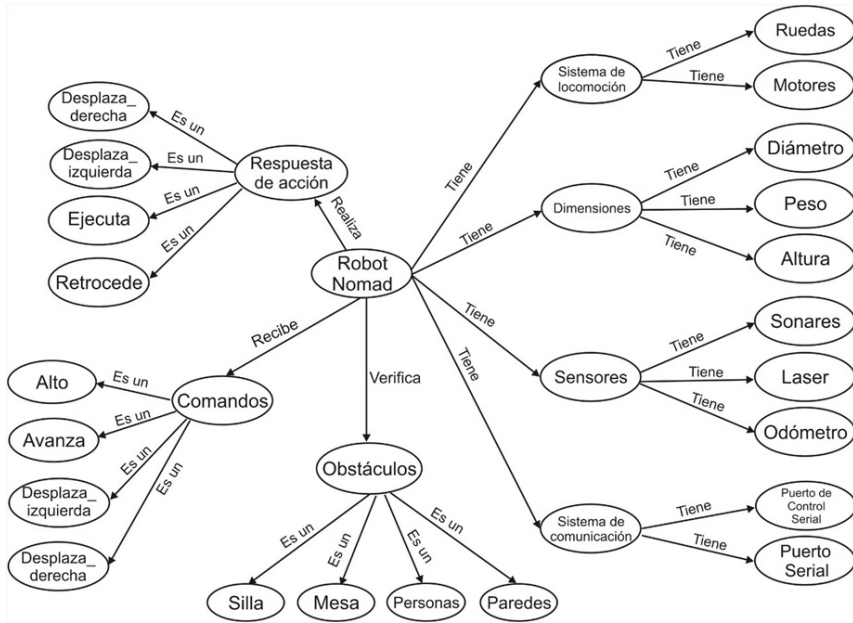 Ruedas
Tiene
Sistema de
locomoción
Tiene
Motores
Desplaza_
derecha
Es un
Desplaza_
izquierda
Es un
Respuesta
de acción
Es un
Ejecuta
Es un
Retrocede
Realiza
Tiene
Diámetro
Tiene
Dimensiones
Tiene
Peso
Tiene
Altura
Tiene
Robot
Nomad
Recibe
Verifica
Tiene
Tiene
Sonares
Tiene
Sensores
Tiene
Laser
Tiene
Odómetro
Alto
Es un
Comandos
Avanza
Es un
Desplaza_
izquierda
Es un
Desplaza_
derecha
Es un
Obstáculos
Es un
Es un
Es un
Es un
Silla
Mesa
Personas
Paredes
Sistema de
comunicación
Tiene
Puerto de
Control
Serial
Tiene
Puerto
Serial